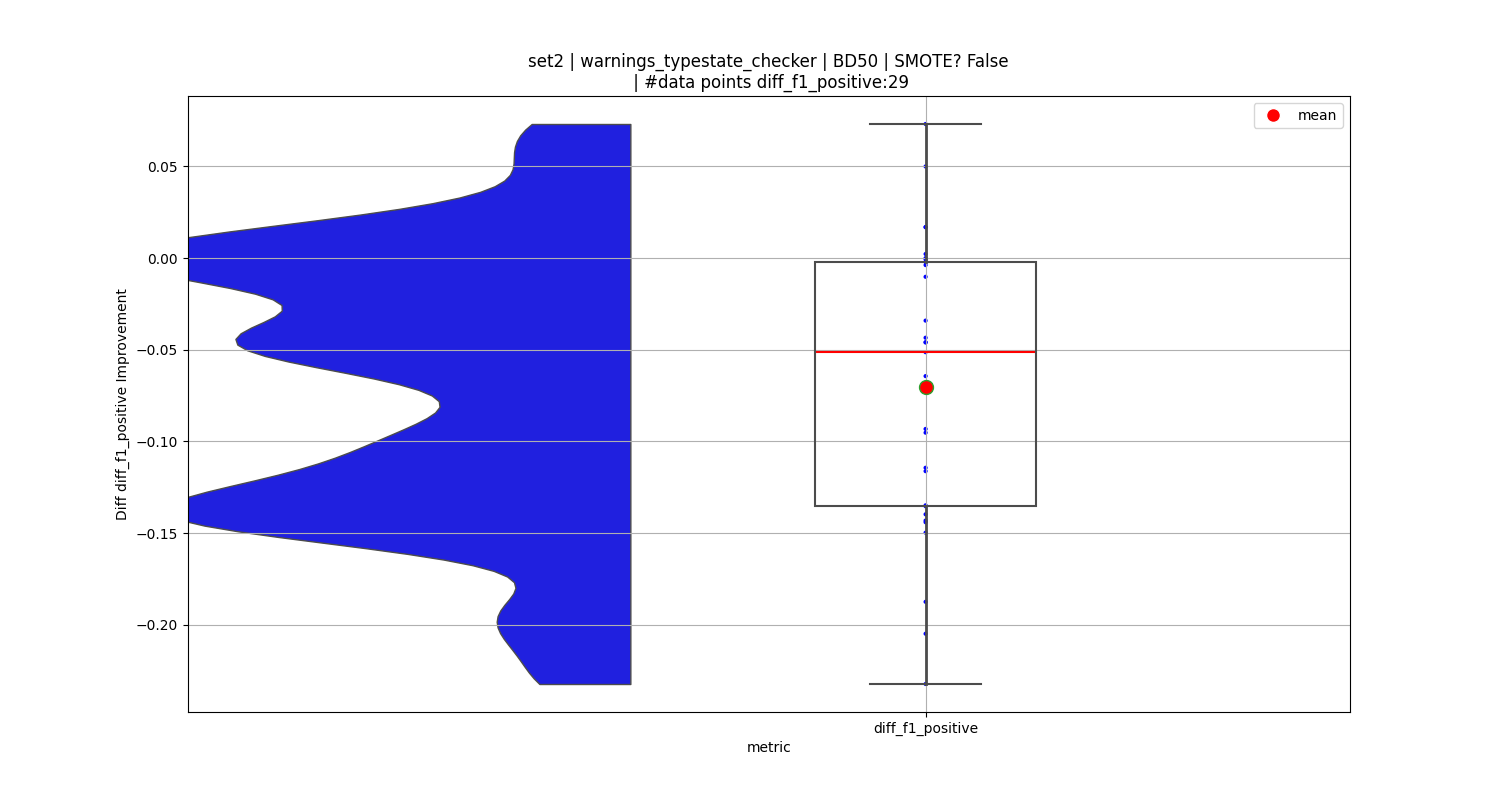 set2 | warnings_typestate_checker | BD50 | SMOTE? False
| #data points diff_f1_positive:29
mean
0.05
0.00
−0.05
−0.10
−0.15
−0.20
Diff diff_f1_positive Improvement
diff_f1_positive
metric